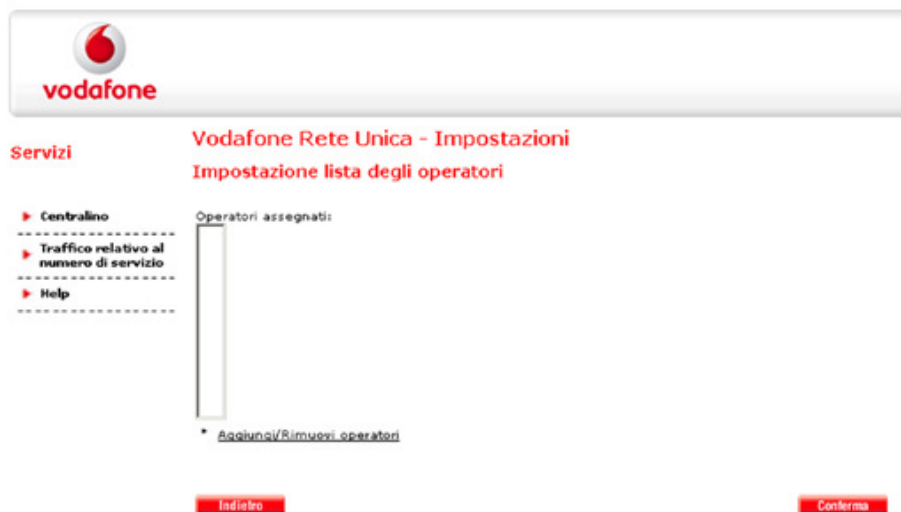 vodafone
Servizi
Vodafone Rete Unica - Impostazioni
Impostazione lista degli operatori
Centralino
Traffico relativo al
numero di servizio
Help
Operatori assegnati:
* Aggiungi/Rimuovi operatori
Indietro
Conferma